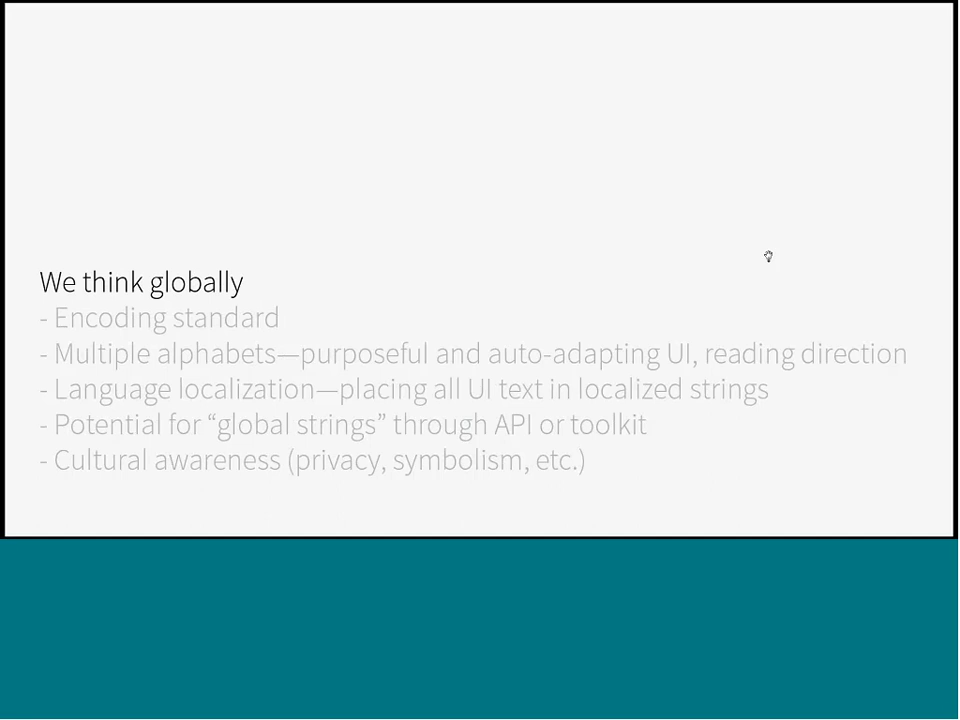 We think globally
- Encoding standard
- Multiple alphabets—purposeful and auto-adapting UI, reading direction
- Language localization—placing all UI text in localized strings
- Potential for “global strings” through API or toolkit
- Cultural awareness (privacy, symbolism, etc.)